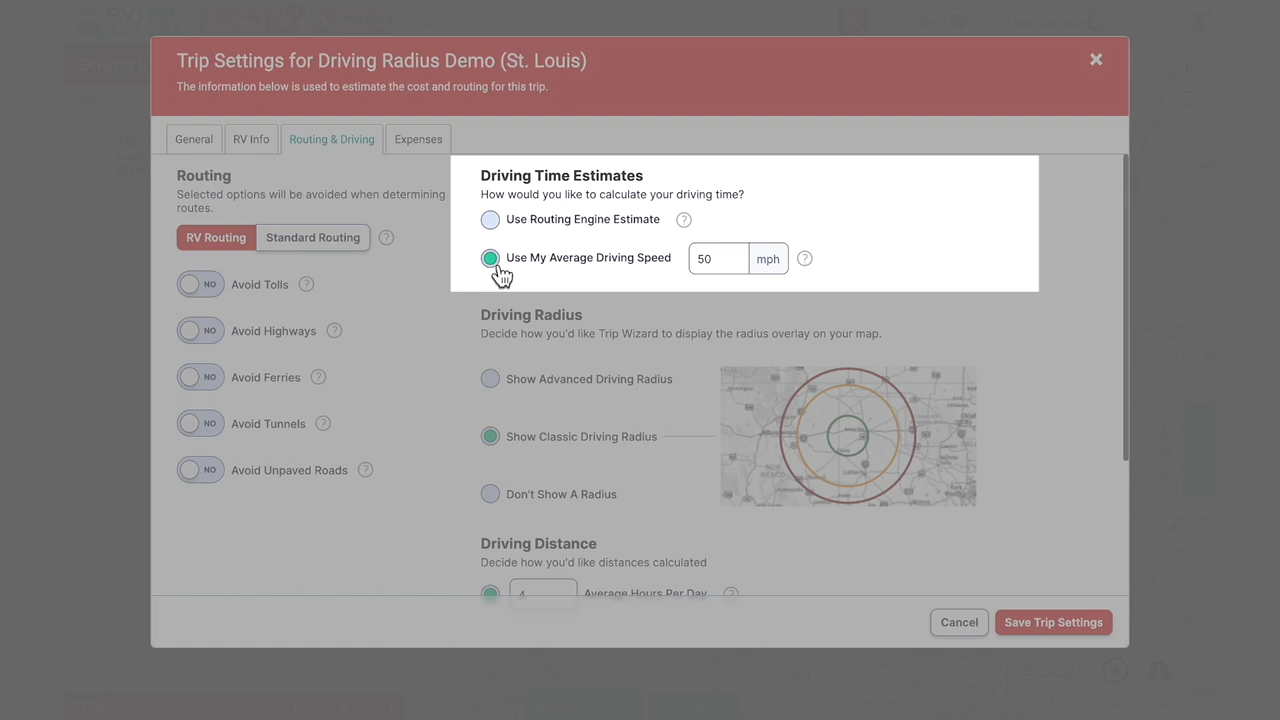 Trip Settings for Driving Radius Demo (St. Louis)
The information below is used to estimate the cost and routing for this trip.
General
RV Info
Routing & Driving
Expenses
Routing
Selected options will be avoided when determining
routes.
RV Routing
Standard Routing
?
NO Avoid Tolls ?
NO Avoid Highways ?
NO Avoid Ferries ?
NO Avoid Tunnels ?
NO Avoid Unpaved Roads ?
Driving Time Estimates
How would you like to calculate your driving time?
Use Routing Engine Estimate ?
Use My Average Driving Speed 50 mph ?
Driving Radius
Decide how you'd like Trip Wizard to display the radius overlay on your map.
Show Advanced Driving Radius
Show Classic Driving Radius
Don't Show A Radius
Driving Distance
Decide how you'd like distances calculated
4 Average Hours Per Day ?
Cancel
Save Trip Settings